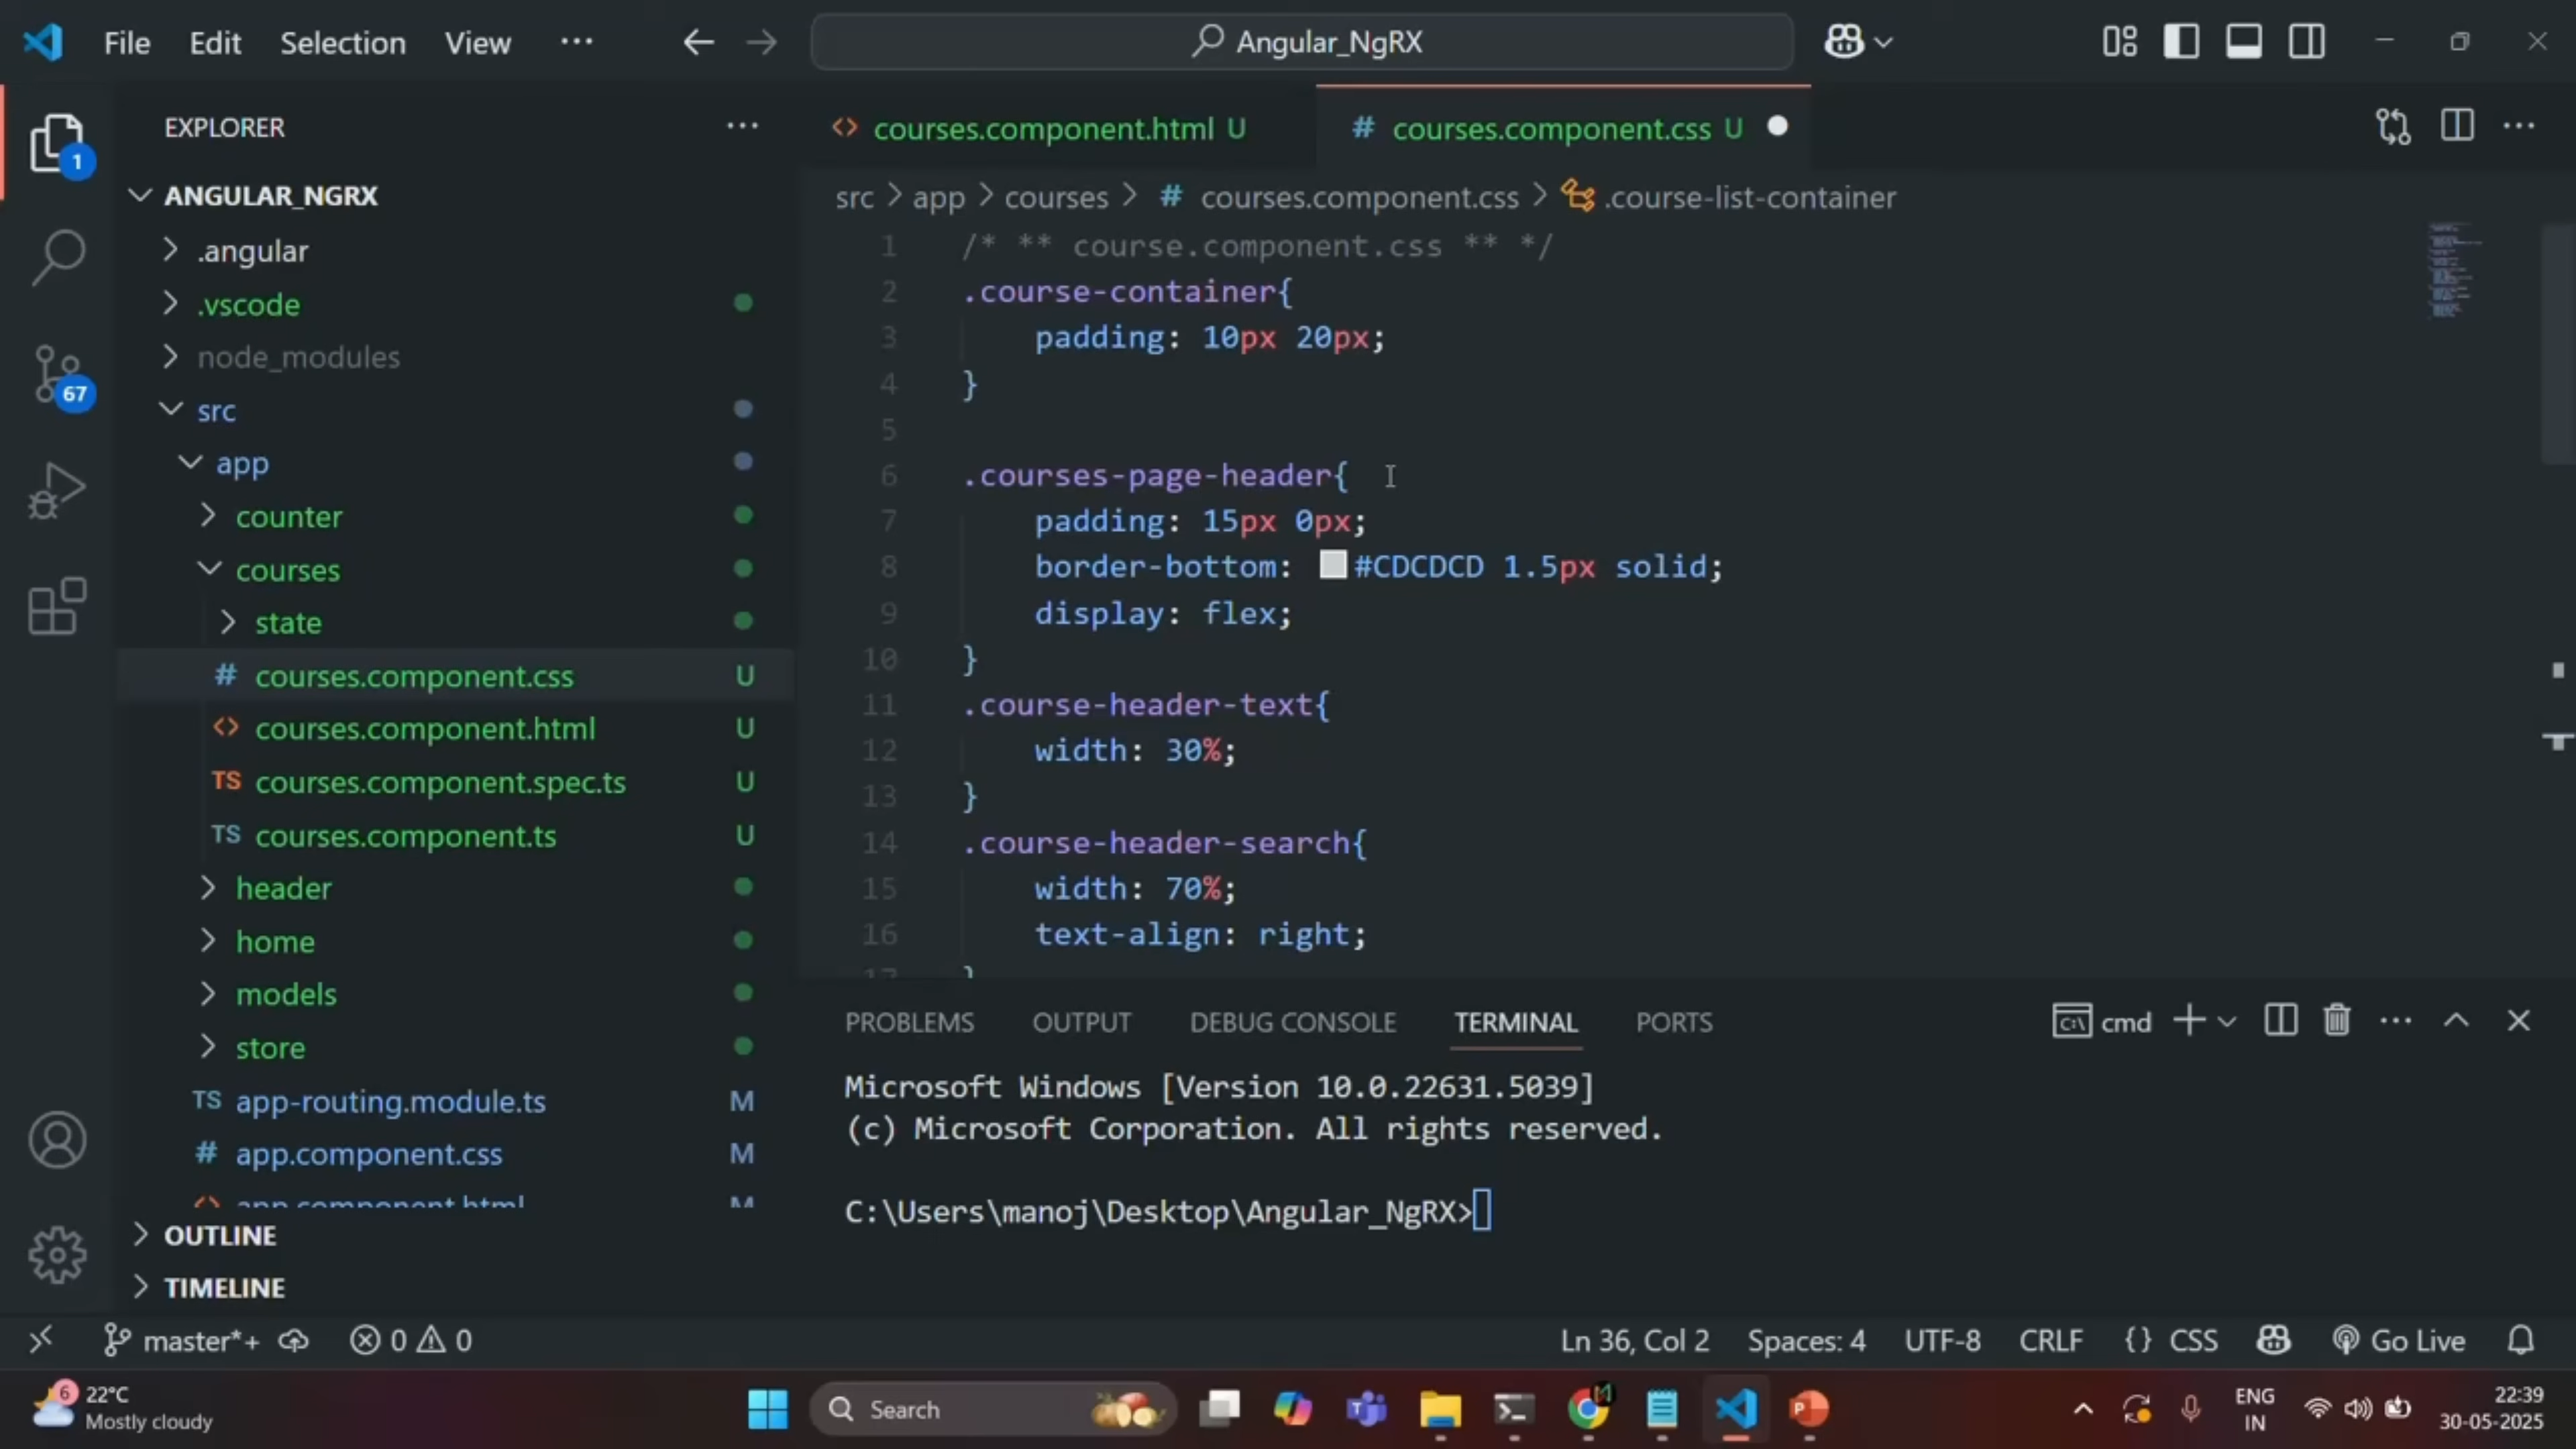 File Edit Selection View ··· Angular_NgRX
EXPLORER ···
1
67
ANGULAR_NGRX
.angular
.vscode
node_modules
src
app
counter
courses
state
# courses.component.css U
<> courses.component.html U
TS courses.component.spec.ts U
TS courses.component.ts U
header
home
models
store
TS app-routing.module.ts M
# app.component.css M
<> app.component.html M
OUTLINE
TIMELINE
<> courses.component.html U # courses.component.css U
src > app > courses > # courses.component.css > .course-list-container
1 /* ** course.component.css ** */
2 .course-container{
3 padding: 10px 20px;
4 }
5
6 .courses-page-header{
7 padding: 15px 0px;
8 border-bottom: #CDCDCD 1.5px solid;
9 display: flex;
10 }
11 .course-header-text{
12 width: 30%;
13 }
14 .course-header-search{
15 width: 70%;
16 text-align: right;
17 }
PROBLEMS OUTPUT DEBUG CONSOLE TERMINAL PORTS cmd
Microsoft Windows [Version 10.0.22631.5039]
(c) Microsoft Corporation. All rights reserved.
C:\Users\manoj\Desktop\Angular_NgRX>
master*+ 0 0 Ln 36, Col 2 Spaces: 4 UTF-8 CRLF {} CSS Go Live
6 22°C
Mostly cloudy
Search
ENG
IN
22:39
30-05-2025